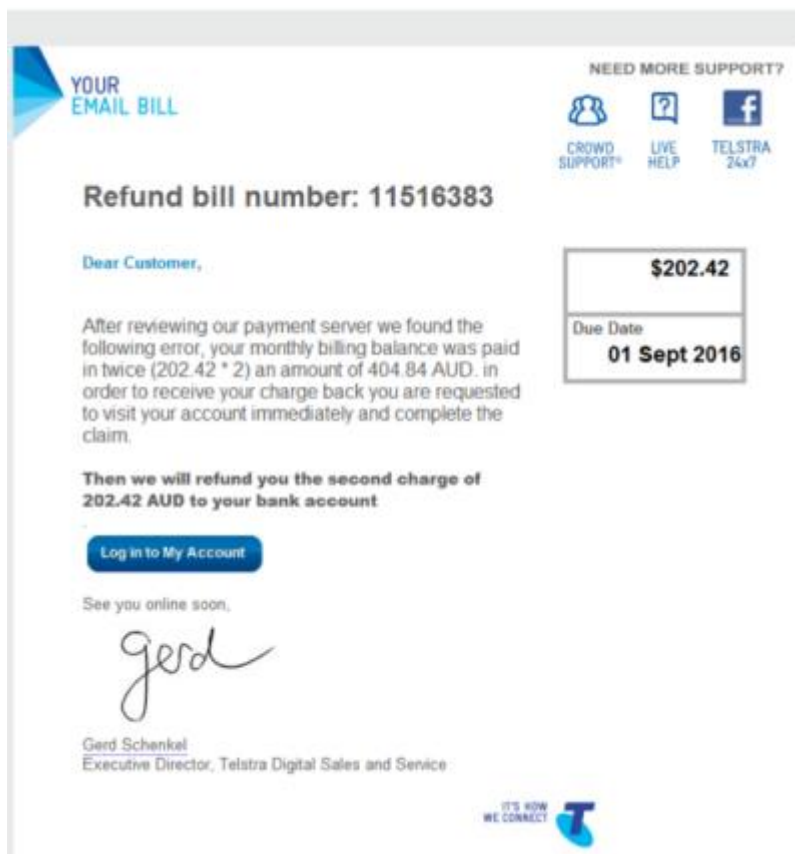 YOUR
EMAIL BILL
NEED MORE SUPPORT?
CROWD
SUPPORT®
LIVE
HELP
TELSTRA
24x7
Refund bill number: 11516383
Dear Customer,
$202.42
Due Date
01 Sept 2016
After reviewing our payment server we found the
following error, your monthly billing balance was paid
in twice (202.42 * 2) an amount of 404.84 AUD. in
order to receive your charge back you are requested
to visit your account immediately and complete the
claim.
Then we will refund you the second charge of
202.42 AUD to your bank account
Log in to My Account
See you online soon,
gerd
Gerd Schenkel
Executive Director, Telstra Digital Sales and Service
IT'S HOW
WE CONNECT
T